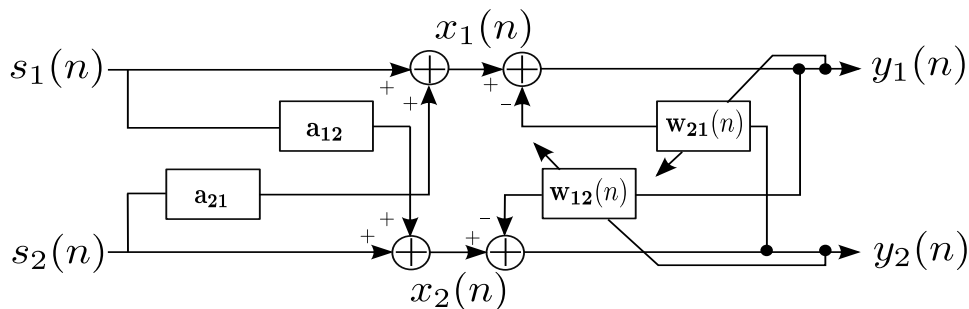 x₁(n)
s₁(n)
y₁(n)
+
+
+
−
a₁₂
w₂₁(n)
a₂₁
w₁₂(n)
+
−
+
+
s₂(n)
y₂(n)
x₂(n)